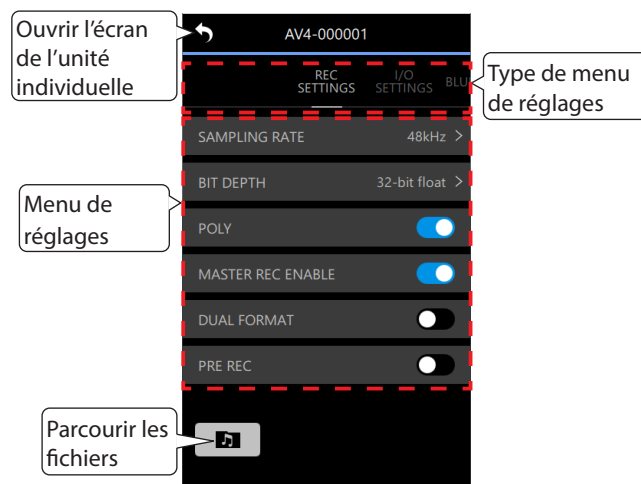 Ouvrir l'écran
de l'unité
individuelle
AV4-000001
REC
SETTINGS
I/O
SETTINGS
BLU
Type de menu
de réglages
SAMPLING RATE 48kHz >
BIT DEPTH 32-bit float >
Menu de
réglages
POLY
MASTER REC ENABLE
DUAL FORMAT
PRE REC
Parcourir les
fichiers